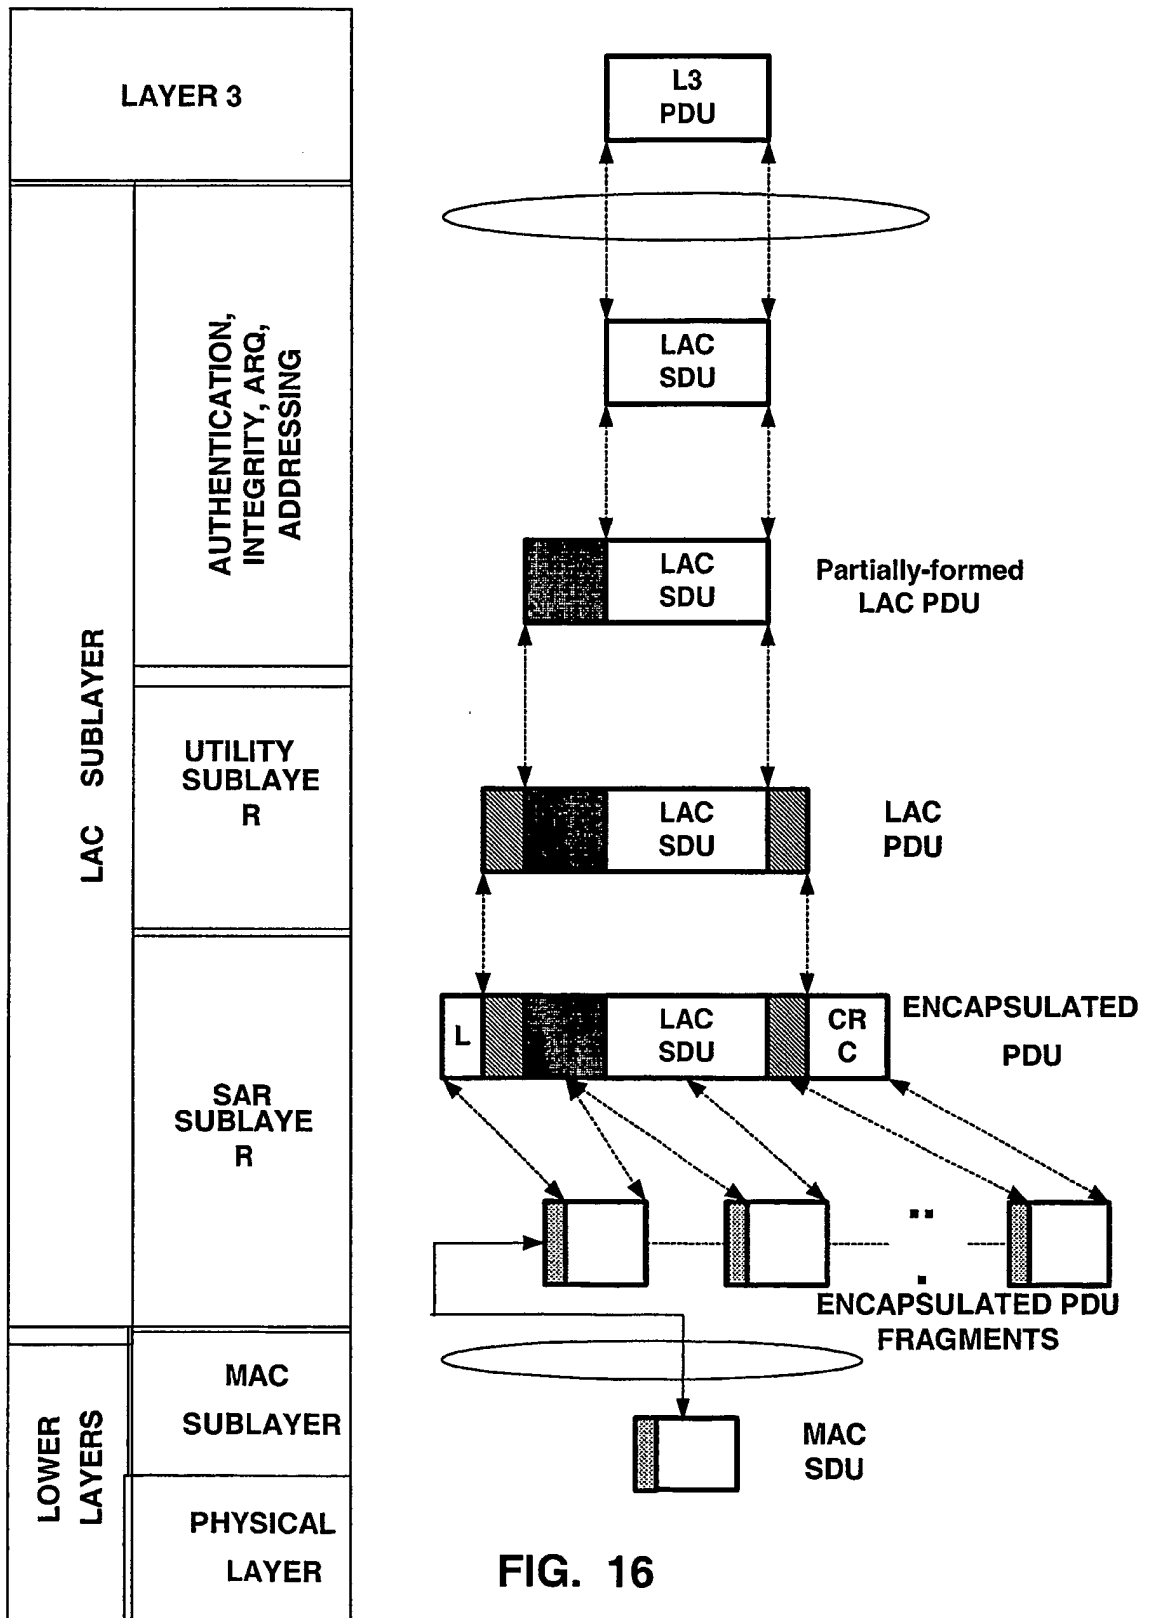 LAYER 3
L3
PDU
LAC SUBLAYER
AUTHENTICATION,
INTEGRITY, ARQ,
ADDRESSING
LAC
SDU
LAC
SDU
Partially-formed
LAC PDU
UTILITY
SUBLAYE
R
LAC
SDU
LAC
PDU
SAR
SUBLAYE
R
L
LAC
SDU
CR
C
ENCAPSULATED
PDU
ENCAPSULATED PDU
FRAGMENTS
LOWER
LAYERS
MAC
SUBLAYER
MAC
SDU
PHYSICAL
LAYER
FIG. 16